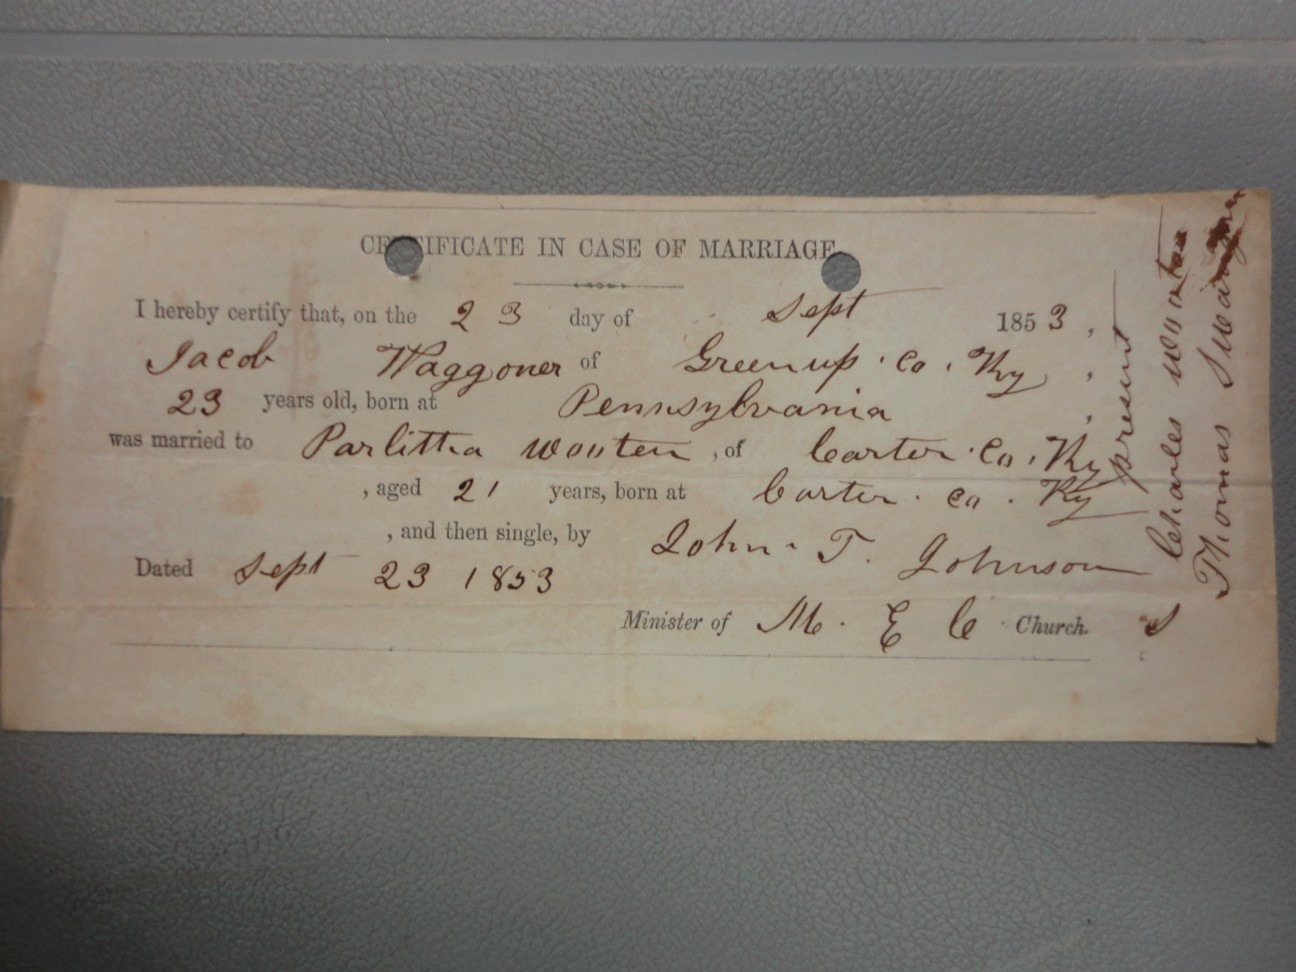 CERTIFICATE IN CASE OF MARRIAGE.
I hereby certify that, on the 23 day of Sept 1853,
Jacob Waggoner of Greenup Co. Ky,
23 years old, born at Pennsylvania,
was married to Parlittha Wooten, of Carter Co, Ky
, aged 21 years, born at Carter. Co. Ky
, and then single, by John. T. Johnson
Dated Sept 23 1853
Minister of M. E C Church.
present
Charles Wooton
Thomas